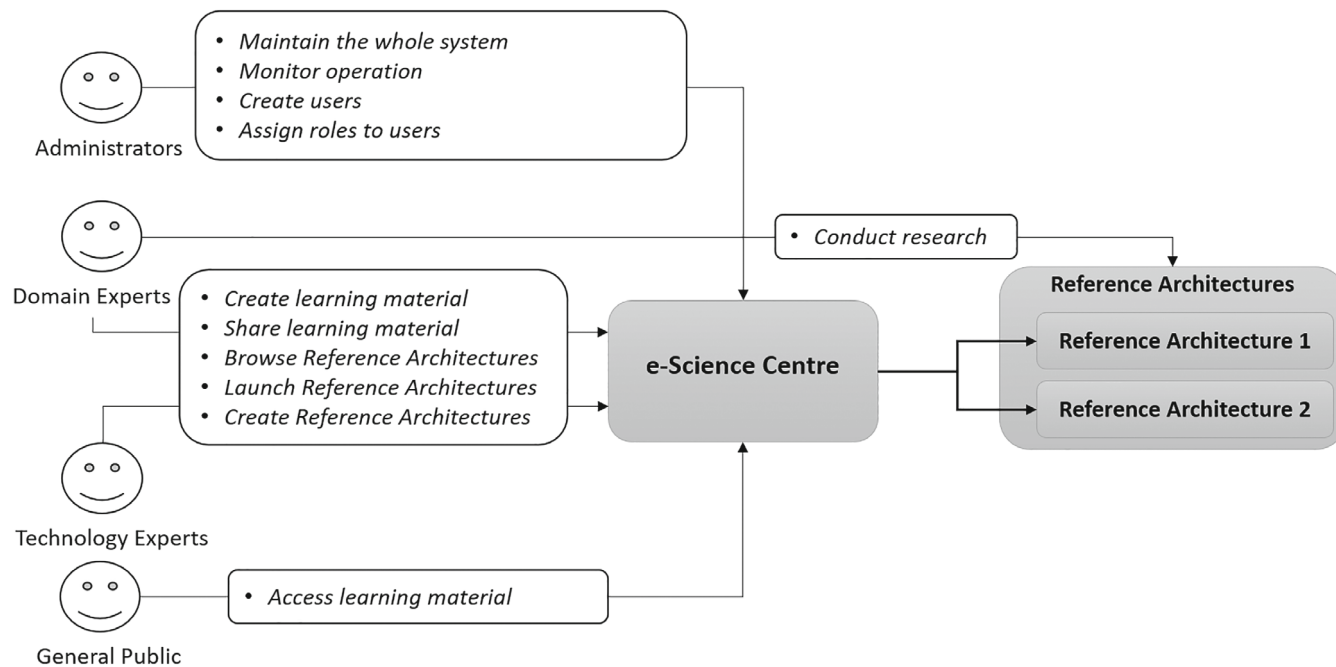 • Maintain the whole system
• Monitor operation
• Create users
• Assign roles to users
Administrators
• Conduct research
Domain Experts
• Create learning material
• Share learning material
• Browse Reference Architectures
• Launch Reference Architectures
• Create Reference Architectures
e-Science Centre
Reference Architectures
Reference Architecture 1
Reference Architecture 2
Technology Experts
• Access learning material
General Public